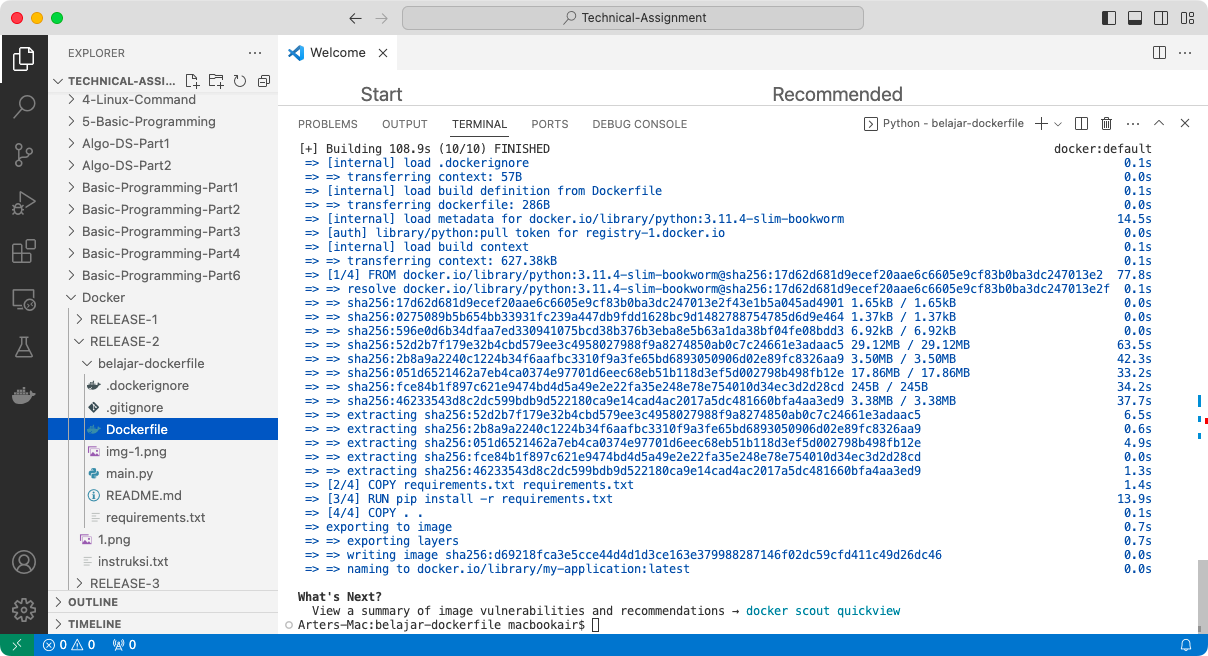 Technical-Assignment
EXPLORER
TECHNICAL-ASSI...
4-Linux-Command
5-Basic-Programming
Algo-DS-Part1
Algo-DS-Part2
Basic-Programming-Part1
Basic-Programming-Part2
Basic-Programming-Part3
Basic-Programming-Part4
Basic-Programming-Part6
Docker
RELEASE-1
RELEASE-2
belajar-dockerfile
.dockerignore
.gitignore
Dockerfile
img-1.png
main.py
README.md
requirements.txt
1.png
instruksi.txt
RELEASE-3
OUTLINE
TIMELINE
Welcome
Start Recommended
PROBLEMS OUTPUT TERMINAL PORTS DEBUG CONSOLE Python - belajar-dockerfile
[+] Building 108.9s (10/10) FINISHED docker:default
=> [internal] load .dockerignore 0.1s
=> => transferring context: 57B 0.0s
=> [internal] load build definition from Dockerfile 0.1s
=> => transferring dockerfile: 286B 0.0s
=> [internal] load metadata for docker.io/library/python:3.11.4-slim-bookworm 14.5s
=> [auth] library/python:pull token for registry-1.docker.io 0.0s
=> [internal] load build context 0.1s
=> => transferring context: 627.38kB 0.1s
=> [1/4] FROM docker.io/library/python:3.11.4-slim-bookworm@sha256:17d62d681d9ecef20aae6c6605e9cf83b0ba3dc247013e2 77.8s
=> => resolve docker.io/library/python:3.11.4-slim-bookworm@sha256:17d62d681d9ecef20aae6c6605e9cf83b0ba3dc247013e2f 0.1s
=> => sha256:17d62d681d9ecef20aae6c6605e9cf83b0ba3dc247013e2f43e1b5a045ad4901 1.65kB / 1.65kB 0.0s
=> => sha256:0275089b5b654bb33931fc239a447db9fdd1628bc9d1482788754785d6d9e464 1.37kB / 1.37kB 0.0s
=> => sha256:596e0d6b34dfaa7ed330941075bcd38b376b3eba8e5b63a1da38bf04fe08bdd3 6.92kB / 6.92kB 0.0s
=> => sha256:52d2b7f179e32b4cbd579ee3c4958027988f9a8274850ab0c7c24661e3adaac5 29.12MB / 29.12MB 63.5s
=> => sha256:2b8a9a2240c1224b34f6aafbc3310f9a3fe65bd6893050906d02e89fc8326aa9 3.50MB / 3.50MB 42.3s
=> => sha256:051d6521462a7eb4ca0374e97701d6eec68eb51b118d3ef5d002798b498fb12e 17.86MB / 17.86MB 33.2s
=> => sha256:fce84b1f897c621e9474bd4d5a49e2e22fa35e248e78e754010d34ec3d2d28cd 245B / 245B 34.2s
=> => sha256:46233543d8c2dc599bdb9d522180ca9e14cad4ac2017a5dc481660bfa4aa3ed9 3.38MB / 3.38MB 37.7s
=> => extracting sha256:52d2b7f179e32b4cbd579ee3c4958027988f9a8274850ab0c7c24661e3adaac5 6.5s
=> => extracting sha256:2b8a9a2240c1224b34f6aafbc3310f9a3fe65bd6893050906d02e89fc8326aa9 0.6s
=> => extracting sha256:051d6521462a7eb4ca0374e97701d6eec68eb51b118d3ef5d002798b498fb12e 4.9s
=> => extracting sha256:fce84b1f897c621e9474bd4d5a49e2e22fa35e248e78e754010d34ec3d2d28cd 0.0s
=> => extracting sha256:46233543d8c2dc599bdb9d522180ca9e14cad4ac2017a5dc481660bfa4aa3ed9 1.3s
=> [2/4] COPY requirements.txt requirements.txt 1.4s
=> [3/4] RUN pip install -r requirements.txt 13.9s
=> [4/4] COPY . . 0.1s
=> exporting to image 0.7s
=> => exporting layers 0.7s
=> => writing image sha256:d69218fca3e5cce44d4d1d3ce163e379988287146f02dc59cfd411c49d26dc46 0.0s
=> => naming to docker.io/library/my-application:latest 0.0s
What's Next?
View a summary of image vulnerabilities and recommendations → docker scout quickview
Arters-Mac:belajar-dockerfile macbookair$
0 0 0